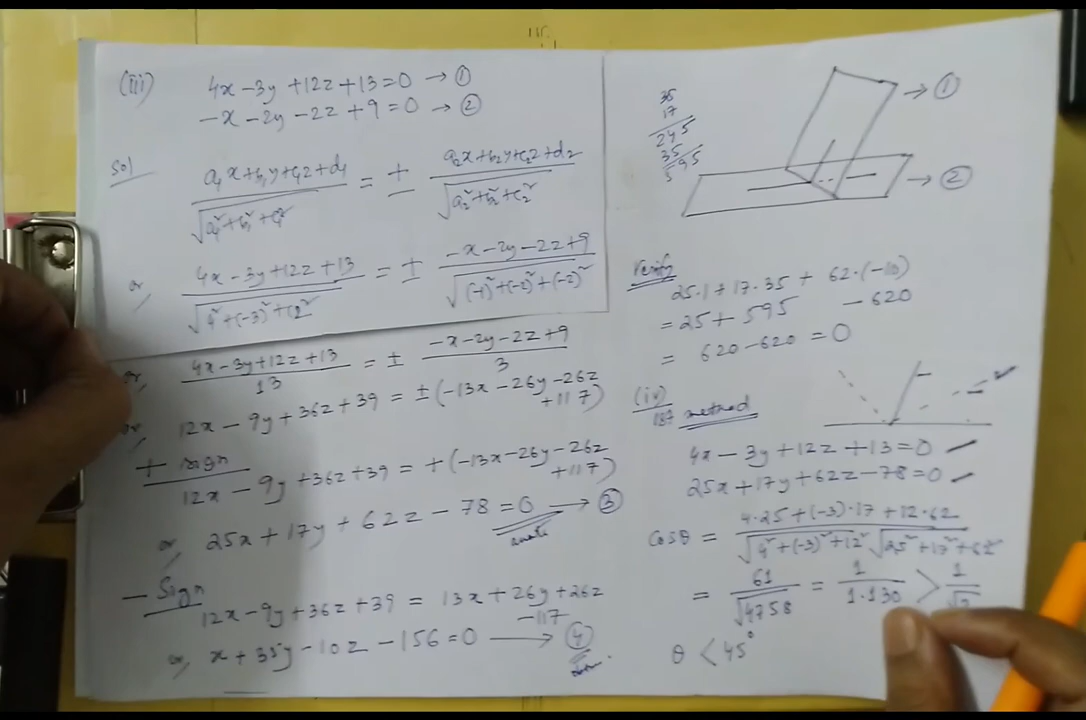 (iii) 4x - 3y + 12z + 13 = 0 → ①
-x - 2y - 2z + 9 = 0 → ②
Sol
(a₁x + b₁y + c₁z + d₁)/√(a₁² + b₁² + c₁²) = ± (a₂x + b₂y + c₂z + d₂)/√(a₂² + b₂² + c₂²)
or, (4x - 3y + 12z + 13)/√(4² + (-3)² + 12²) = ± (-x - 2y - 2z + 9)/√((-1)² + (-2)² + (-2)²)
or, (4x - 3y + 12z + 13)/13 = ± (-x - 2y - 2z + 9)/3
or, 12x - 9y + 36z + 39 = ± (-13x - 26y - 26z
+ 117)
+ sign
12x - 9y + 36z + 39 = + (-13x - 26y - 26z
+ 117)
or, 25x + 17y + 62z - 78 = 0 → ③
acute
- Sign
12x - 9y + 36z + 39 = 13x + 26y + 26z
- 117
or, x + 35y - 10z - 156 = 0 → ④
35
17
245
35
595
→ ①
→ ②
Verify
25·1 + 17·35 + 62·(-10)
= 25 + 595 - 620
= 620 - 620 = 0
(iv)
1st method
4x - 3y + 12z + 13 = 0
25x + 17y + 62z - 78 = 0
cosθ = (4·25 + (-3)·17 + 12·62)/(√(4² + (-3)² + 12²) √(25² + 17² + 62²))
= 61/√4758 = 1/1.130 > 1/√2
θ < 45°